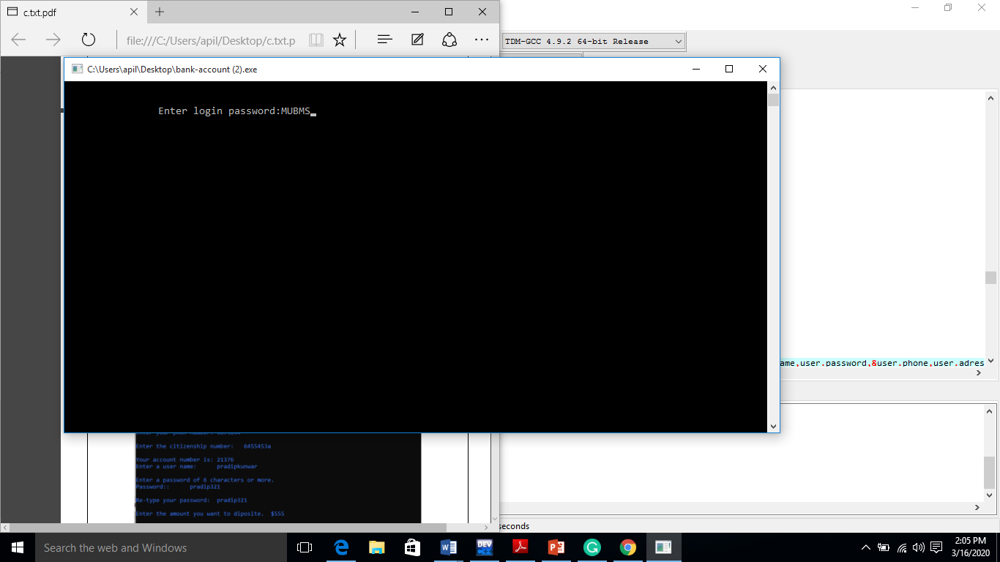 c.txt.pdf
file:///C:/Users/apil/Desktop/c.txt.p
TDM-GCC 4.9.2 64-bit Release
C:\Users\apil\Desktop\bank-account (2).exe
Enter login password:MUBMS
ame,user.password,&user.phone,user.adres
Enter the citizenship number: 6455453a
Your account number is: 21376
Enter a user name: pradipkunwar
Enter a password of 6 characters or more.
Password:: pradip321
Re-type your password: pradip321
Enter the amount you want to diposite. $555
seconds
Search the web and Windows
DEV
2:05 PM
3/16/2020